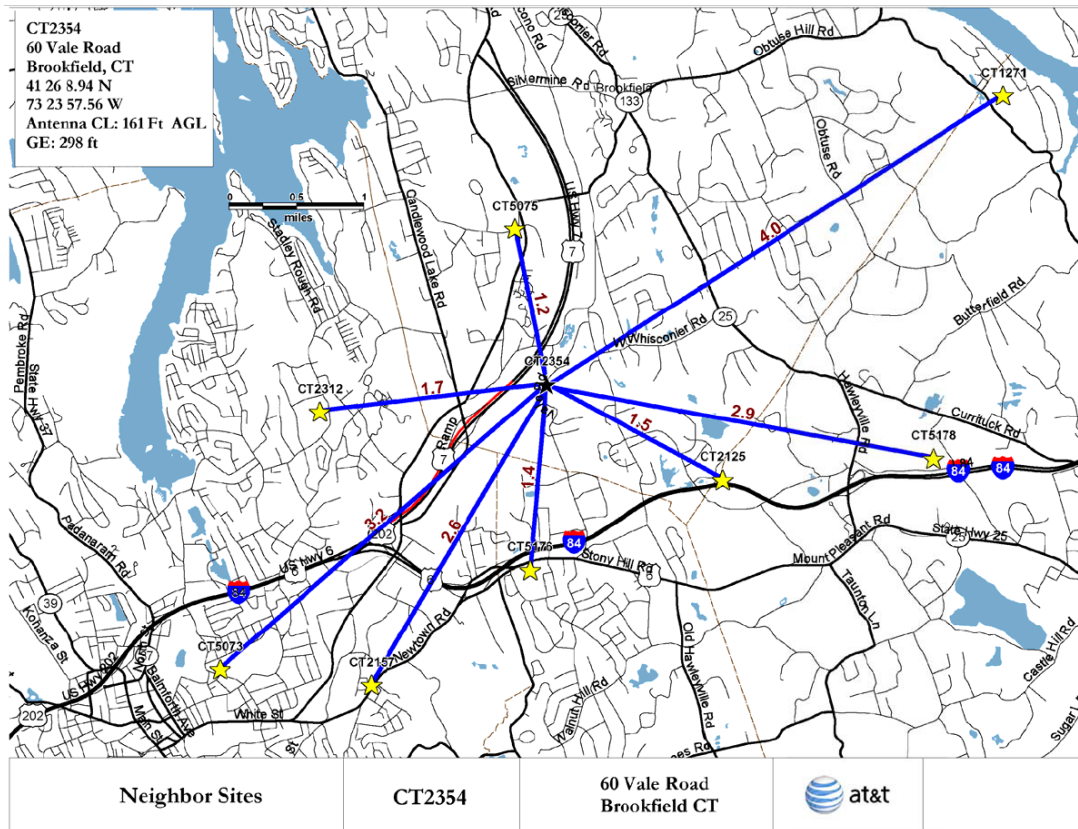 CT2354
60 Vale Road
Brookfield, CT
41 26 8.94 N
73 23 57.56 W
Antenna CL: 161 Ft AGL
GE: 298 ft
25
Obtuse Hill Rd
CT1271
Silvermine Rd
Brookfield
133
Obtuse Rd
0 0.5 1
miles
Candlewood Lake Rd
US Hwy 7
CT5075
Stadley Rough Rd
7
4.0
1.2
Butterfield Rd
25
W Whisconier Rd
Pembroke Rd
State Hwy 37
CT2354
CT2312
1.7
Hawleyville Rd
2.9
1.5
Currituck Rd
Ramp
CT5178
CT2125
7
84
84
84
1.4
3.2
2.6
202
Padanaram Rd
US Hwy 6
CT5176
84
Stony Hill Rd
6
6
6
Mount Pleasant Rd
State Hwy 25
25
84
39
Kohanza St
Taunton Ln
Newtown Rd
CT5073
CT2157
Old Hawleyville Rd
Castle Hill Rd
US Hwy 202
North
Balmforth Ave
Main St
White St
202
Walnut Hill Rd
Neighbor Sites
CT2354
60 Vale Road
Brookfield CT
at&t